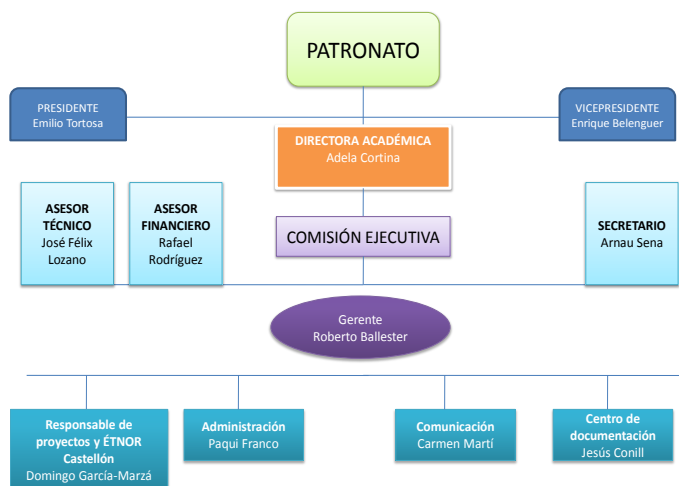 PATRONATO
PRESIDENTE
Emilio Tortosa
VICEPRESIDENTE
Enrique Belenguer
DIRECTORA ACADÉMICA
Adela Cortina
ASESOR
TÉCNICO
José Félix
Lozano
ASESOR
FINANCIERO
Rafael
Rodríguez
COMISIÓN EJECUTIVA
SECRETARIO
Arnau Sena
Gerente
Roberto Ballester
Responsable de
proyectos y ÉTNOR
Castellón
Domingo García-Marzá
Administración
Paqui Franco
Comunicación
Carmen Martí
Centro de
documentación
Jesús Conill